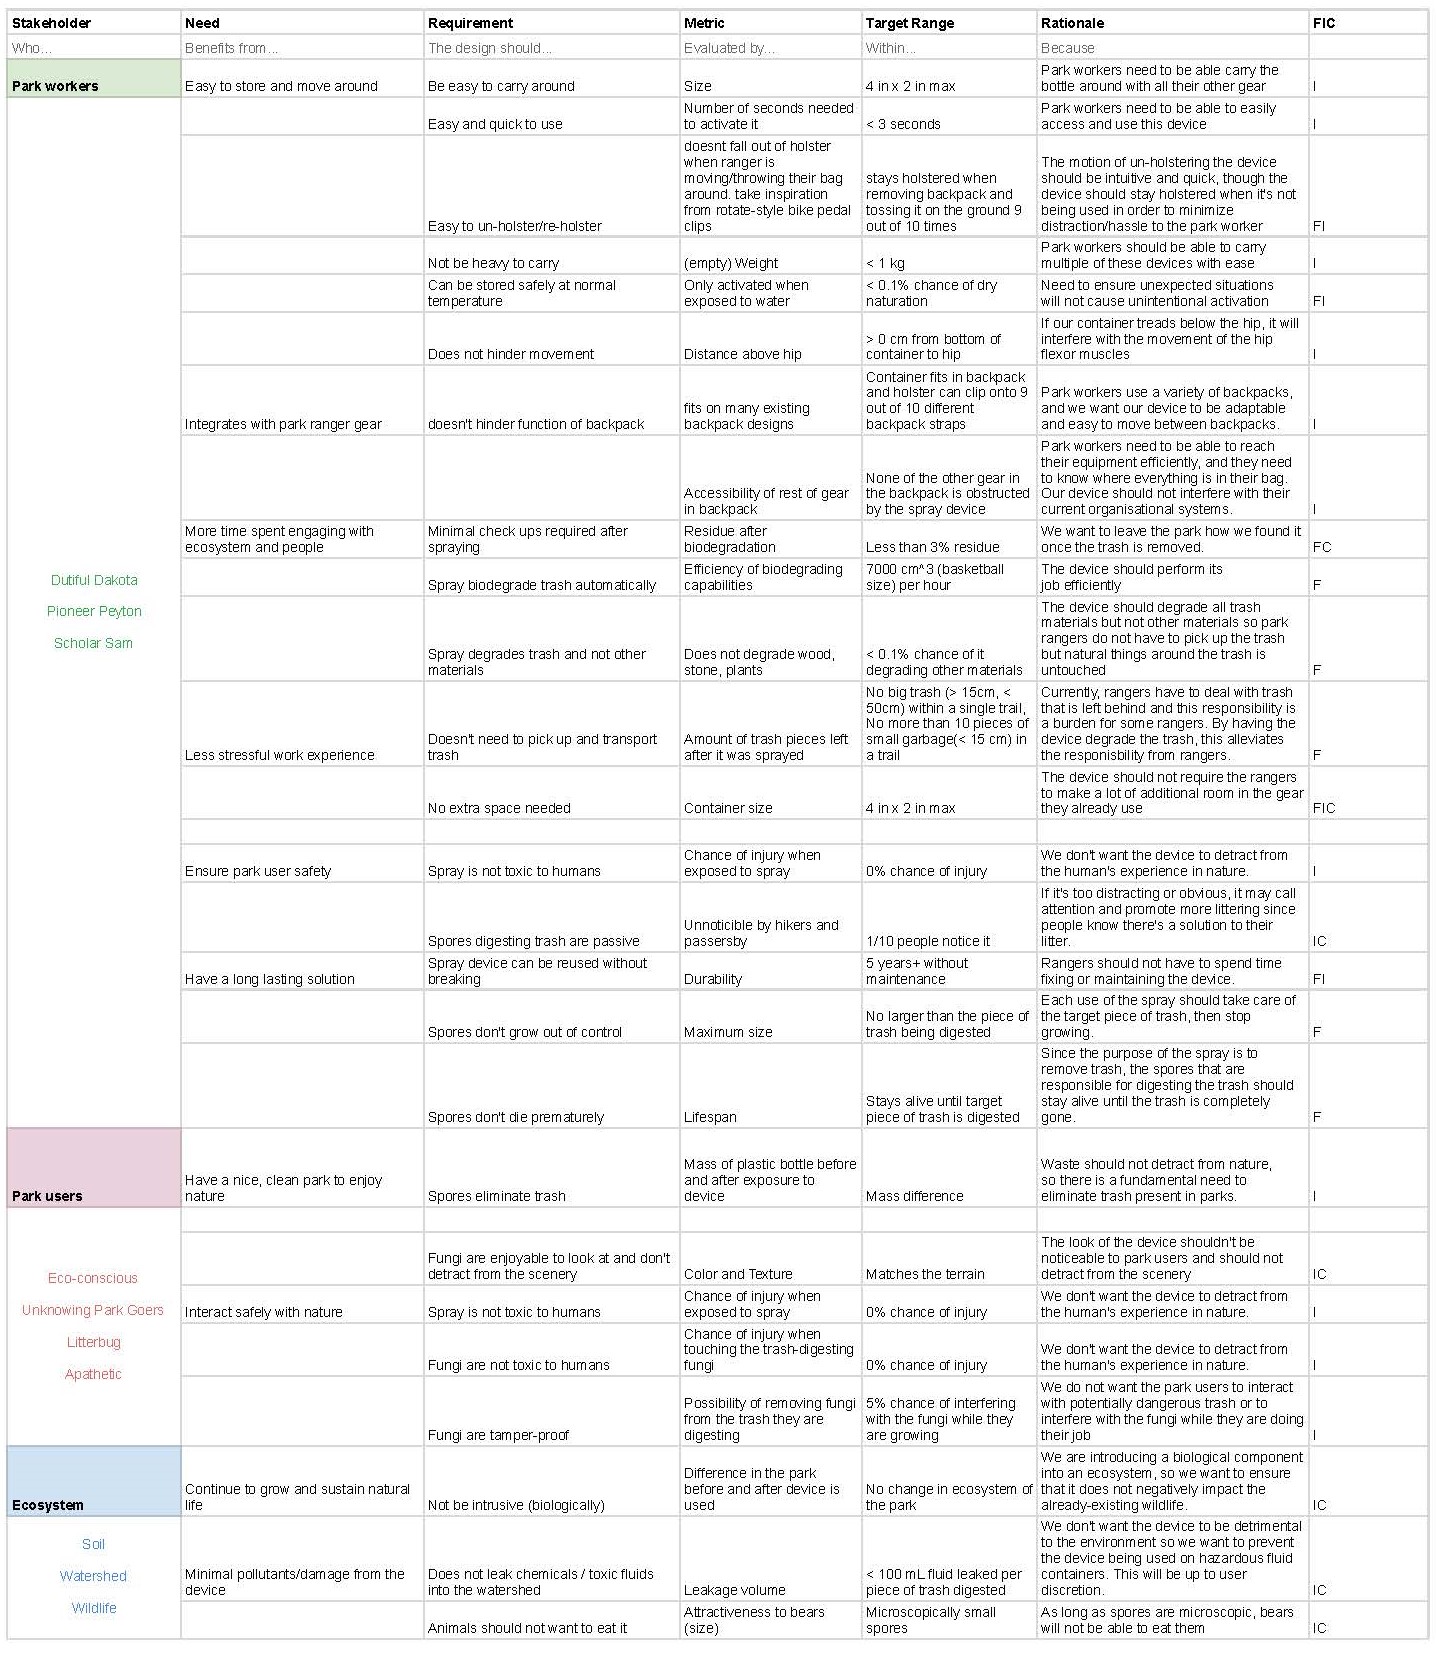 Stakeholder Need Requirement Metric Target Range Rationale FIC
Who... Benefits from... The design should... Evaluated by... Within... Because
Park workers
Easy to store and move around
Be easy to carry around
Size
4 in x 2 in max
Park workers need to be able carry the
bottle around with all their other gear
I
Easy and quick to use
Number of seconds needed
to activate it
< 3 seconds
Park workers need to be able to easily
access and use this device
I
Easy to un-holster/re-holster
doesnt fall out of holster
when ranger is
moving/throwing their bag
around. take inspiration
from rotate-style bike pedal
clips
stays holstered when
removing backpack and
tossing it on the ground 9
out of 10 times
The motion of un-holstering the device
should be intuitive and quick, though the
device should stay holstered when it's not
being used in order to minimize
distraction/hassle to the park worker
FI
Not be heavy to carry
(empty) Weight
< 1 kg
Park workers should be able to carry
multiple of these devices with ease
I
Can be stored safely at normal
temperature
Only activated when
exposed to water
< 0.1% chance of dry
naturation
Need to ensure unexpected situations
will not cause unintentional activation
FI
Does not hinder movement
Distance above hip
> 0 cm from bottom of
container to hip
If our container treads below the hip, it will
interfere with the movement of the hip
flexor muscles
I
Integrates with park ranger gear
doesn't hinder function of backpack
fits on many existing
backpack designs
Container fits in backpack
and holster can clip onto 9
out of 10 different
backpack straps
Park workers use a variety of backpacks,
and we want our device to be adaptable
and easy to move between backpacks.
I
Accessibility of rest of gear
in backpack
None of the other gear in
the backpack is obstructed
by the spray device
Park workers need to be able to reach
their equipment efficiently, and they need
to know where everything is in their bag.
Our device should not interfere with their
current organisational systems.
I
More time spent engaging with
ecosystem and people
Minimal check ups required after
spraying
Residue after
biodegradation
Less than 3% residue
We want to leave the park how we found it
once the trash is removed.
FC
Dutiful Dakota
Pioneer Peyton
Scholar Sam
Spray biodegrade trash automatically
Efficiency of biodegrading
capabilities
7000 cm^3 (basketball
size) per hour
The device should perform its
job efficiently
F
Spray degrades trash and not other
materials
Does not degrade wood,
stone, plants
< 0.1% chance of it
degrading other materials
The device should degrade all trash
materials but not other materials so park
rangers do not have to pick up the trash
but natural things around the trash is
untouched
F
Less stressful work experience
Doesn't need to pick up and transport
trash
Amount of trash pieces left
after it was sprayed
No big trash (> 15cm, <
50cm) within a single trail,
No more than 10 pieces of
small garbage(< 15 cm) in
a trail
Currently, rangers have to deal with trash
that is left behind and this responsibility is
a burden for some rangers. By having the
device degrade the trash, this alleviates
the responisbility from rangers.
F
No extra space needed
Container size
4 in x 2 in max
The device should not require the rangers
to make a lot of additional room in the gear
they already use
FIC
Ensure park user safety
Spray is not toxic to humans
Chance of injury when
exposed to spray
0% chance of injury
We don't want the device to detract from
the human's experience in nature.
I
Spores digesting trash are passive
Unnoticible by hikers and
passersby
1/10 people notice it
If it's too distracting or obvious, it may call
attention and promote more littering since
people know there's a solution to their
litter.
IC
Have a long lasting solution
Spray device can be reused without
breaking
Durability
5 years+ without
maintenance
Rangers should not have to spend time
fixing or maintaining the device.
FI
Spores don't grow out of control
Maximum size
No larger than the piece of
trash being digested
Each use of the spray should take care of
the target piece of trash, then stop
growing.
F
Spores don't die prematurely
Lifespan
Stays alive until target
piece of trash is digested
Since the purpose of the spray is to
remove trash, the spores that are
responsible for digesting the trash should
stay alive until the trash is completely
gone.
F
Park users
Have a nice, clean park to enjoy
nature
Spores eliminate trash
Mass of plastic bottle before
and after exposure to
device
Mass difference
Waste should not detract from nature,
so there is a fundamental need to
eliminate trash present in parks.
I
Eco-conscious
Unknowing Park Goers
Litterbug
Apathetic
Fungi are enjoyable to look at and don't
detract from the scenery
Color and Texture
Matches the terrain
The look of the device shouldn't be
noticeable to park users and should not
detract from the scenery
IC
Interact safely with nature
Spray is not toxic to humans
Chance of injury when
exposed to spray
0% chance of injury
We don't want the device to detract from
the human's experience in nature.
I
Fungi are not toxic to humans
Chance of injury when
touching the trash-digesting
fungi
0% chance of injury
We don't want the device to detract from
the human's experience in nature.
I
Fungi are tamper-proof
Possibility of removing fungi
from the trash they are
digesting
5% chance of interfering
with the fungi while they
are growing
We do not want the park users to interact
with potentially dangerous trash or to
interfere with the fungi while they are doing
their job
I
Ecosystem
Continue to grow and sustain natural
life
Not be intrusive (biologically)
Difference in the park
before and after device is
used
No change in ecosystem of
the park
We are introducing a biological component
into an ecosystem, so we want to ensure
that it does not negatively impact the
already-existing wildlife.
IC
Soil
Watershed
Wildlife
Minimal pollutants/damage from the
device
Does not leak chemicals / toxic fluids
into the watershed
Leakage volume
< 100 mL fluid leaked per
piece of trash digested
We don't want the device to be detrimental
to the environment so we want to prevent
the device being used on hazardous fluid
containers. This will be up to user
discretion.
IC
Animals should not want to eat it
Attractiveness to bears
(size)
Microscopically small
spores
As long as spores are microscopic, bears
will not be able to eat them
IC